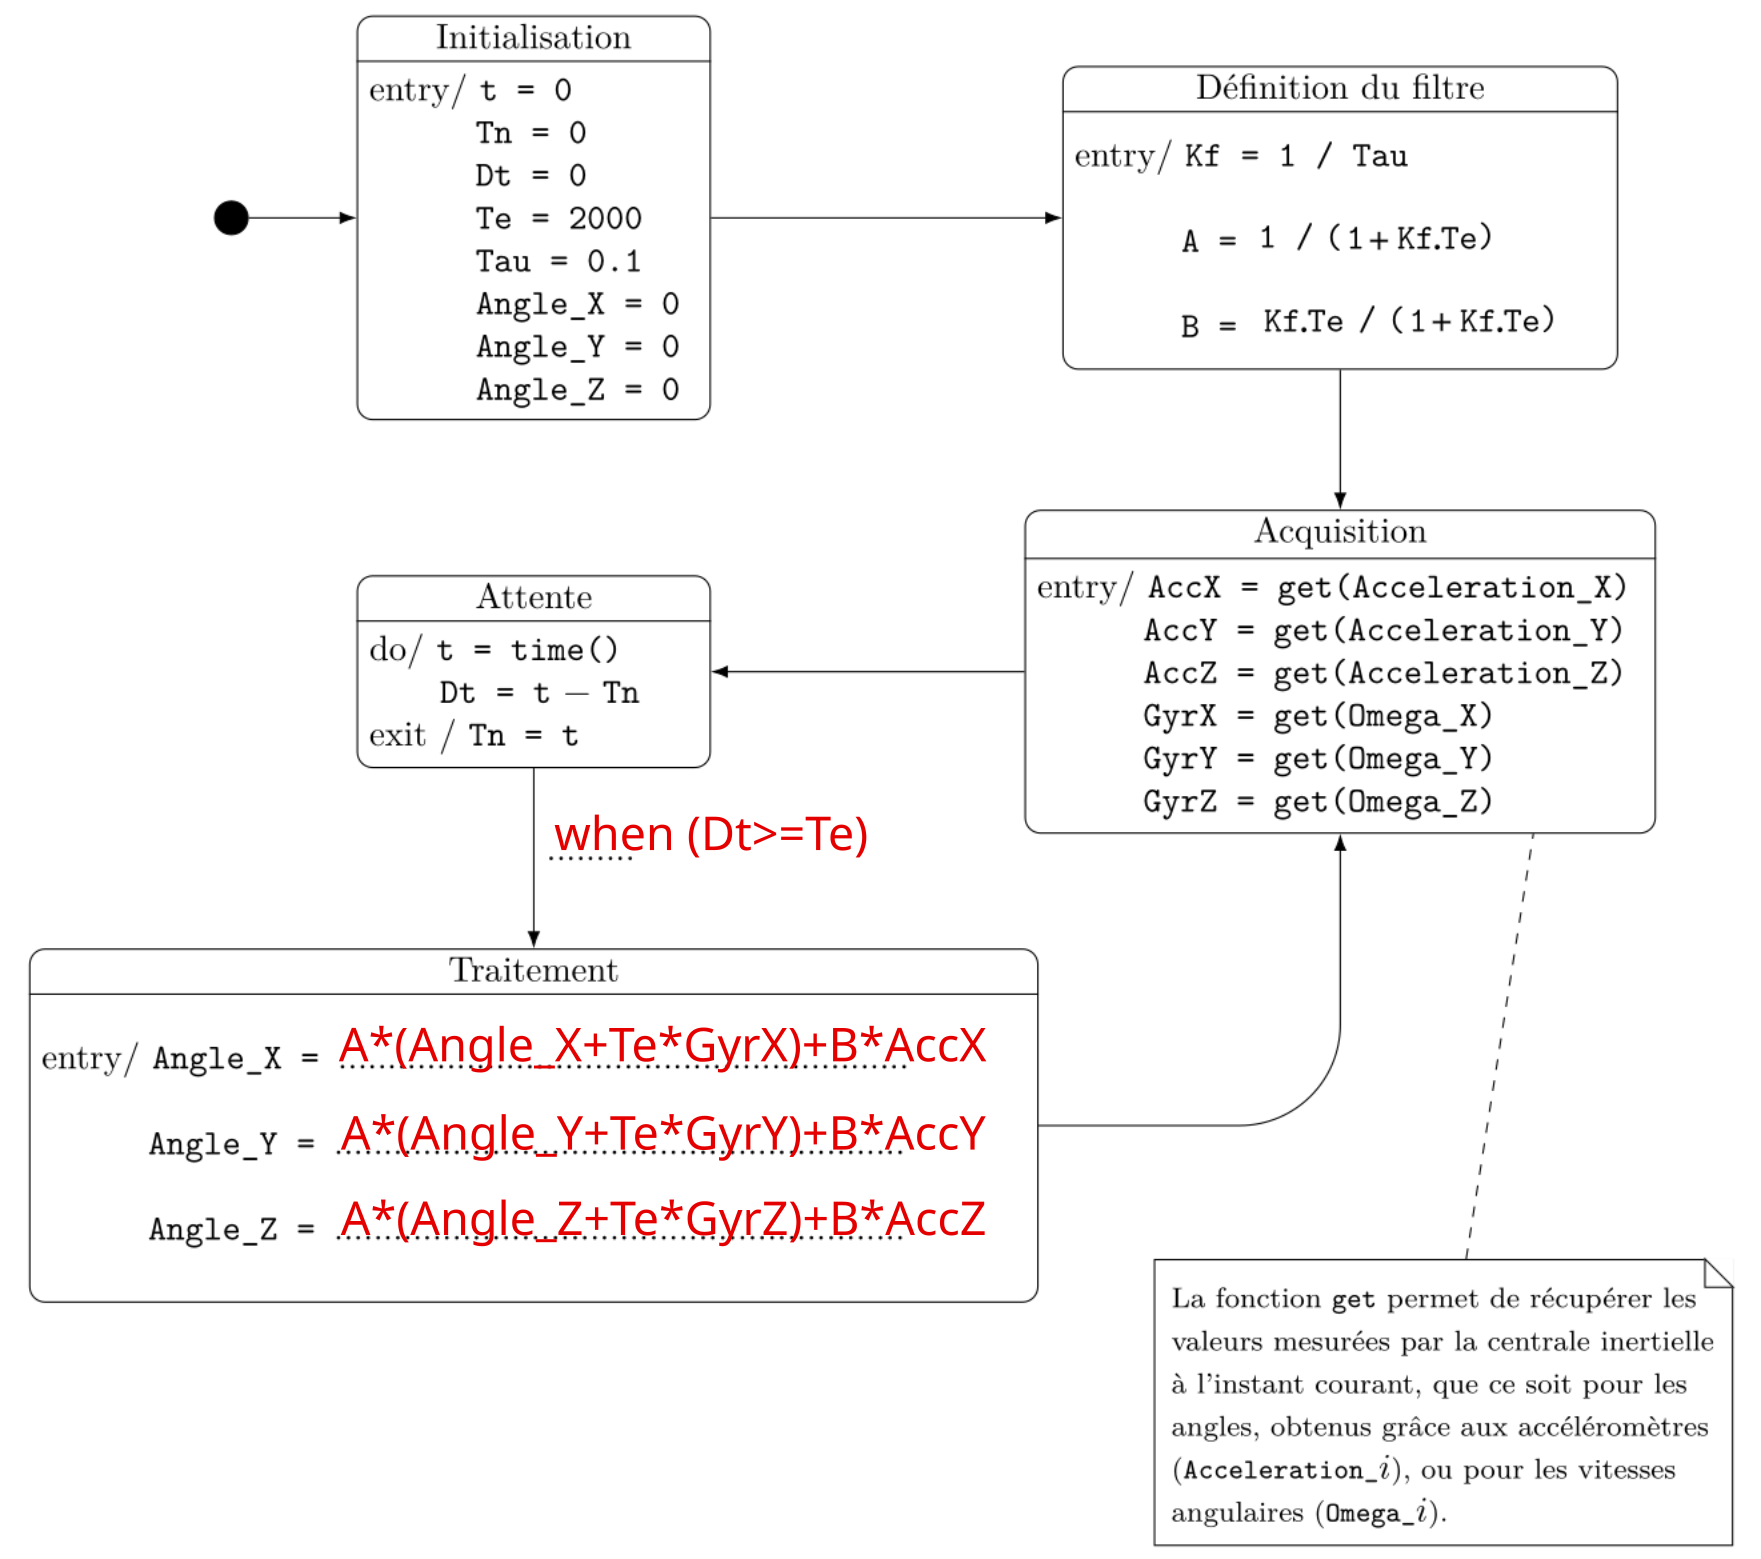 Initialisation
entry/ t = 0
Tn = 0
Dt = 0
Te = 2000
Tau = 0.1
Angle_X = 0
Angle_Y = 0
Angle_Z = 0
Définition du filtre
entry/ Kf = 1 / Tau
A = 1 / (1+Kf.Te)
B = Kf.Te / (1+Kf.Te)
Acquisition
entry/ AccX = get(Acceleration_X)
AccY = get(Acceleration_Y)
AccZ = get(Acceleration_Z)
GyrX = get(Omega_X)
GyrY = get(Omega_Y)
GyrZ = get(Omega_Z)
Attente
do/ t = time()
Dt = t − Tn
exit / Tn = t
when (Dt>=Te)
Traitement
entry/ Angle_X = A*(Angle_X+Te*GyrX)+B*AccX
Angle_Y = A*(Angle_Y+Te*GyrY)+B*AccY
Angle_Z = A*(Angle_Z+Te*GyrZ)+B*AccZ
La fonction get permet de récupérer les
valeurs mesurées par la centrale inertielle
à l'instant courant, que ce soit pour les
angles, obtenus grâce aux accéléromètres
(Acceleration_i), ou pour les vitesses
angulaires (Omega_i).